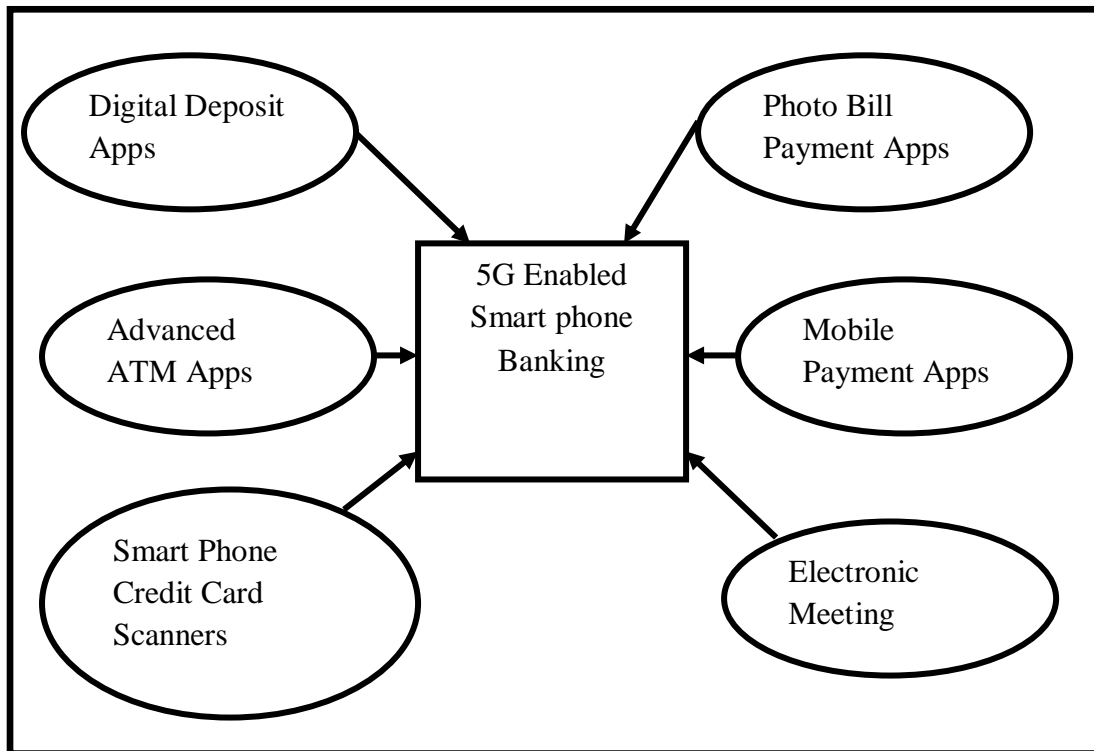 Digital Deposit
Apps
Photo Bill
Payment Apps
5G Enabled
Smart phone
Banking
Advanced
ATM Apps
Mobile
Payment Apps
Smart Phone
Credit Card
Scanners
Electronic
Meeting